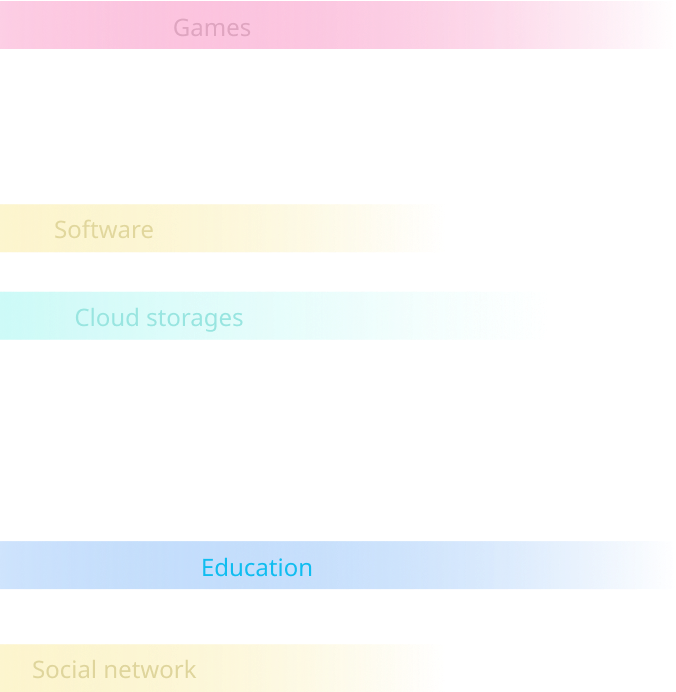 Games
Software
Cloud storages
Education
Social network